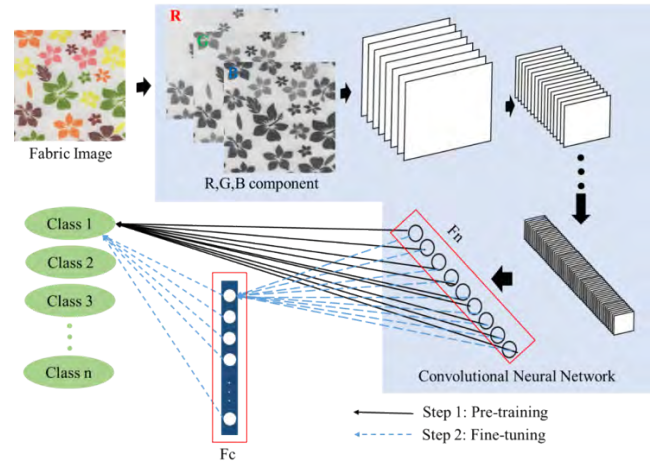 R
G
B
Fabric Image
R,G,B component
Fn
Class 1
Class 2
Class 3
Class n
Convolutional Neural Network
Step 1: Pre-training
Step 2: Fine-tuning
Fc